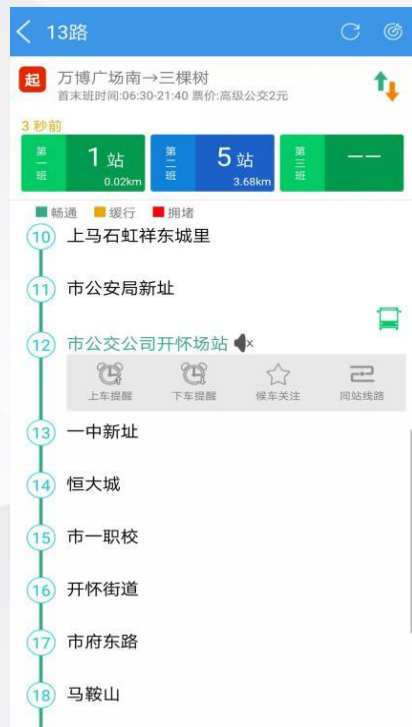 13路
起 万博广场南→三棵树
首末班时间:06:30-21:40 票价:高级公交2元
3 秒前
第一班 1 站 0.02km
第二班 5 站 3.68km
第三班 --
畅通 缓行 拥堵
10 上马石虹祥东城里
11 市公安局新址
12 市公交公司开怀场站
上车提醒 下车提醒 候车关注 同站线路
13 一中新址
14 恒大城
15 市一职校
16 开怀街道
17 市府东路
18 马鞍山